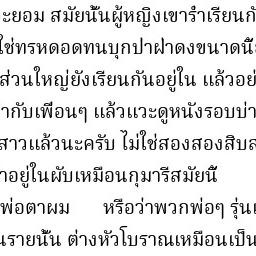 ะยอม สมัยนั้นผู้หญิงเขาร่ำเรียนกั
ใช่ทรหดอดทนบุกป่าฝ่าดงขนาดนี้
ส่วนใหญ่ยังเรียนกันอยู่ใน แล้วอย่
ากับเพื่อนๆ แล้วแวะดูหนังรอบบ่า
สาวแล้วนะครับ ไม่ใช่สองสองสิบส
าอยู่ในผับเหมือนกุมารีสมัยนี้
พ่อตาผม หรือว่าพวกพ่อๆ รุ่น
นรายนั้น ต่างหัวโบราณเหมือนเป็น